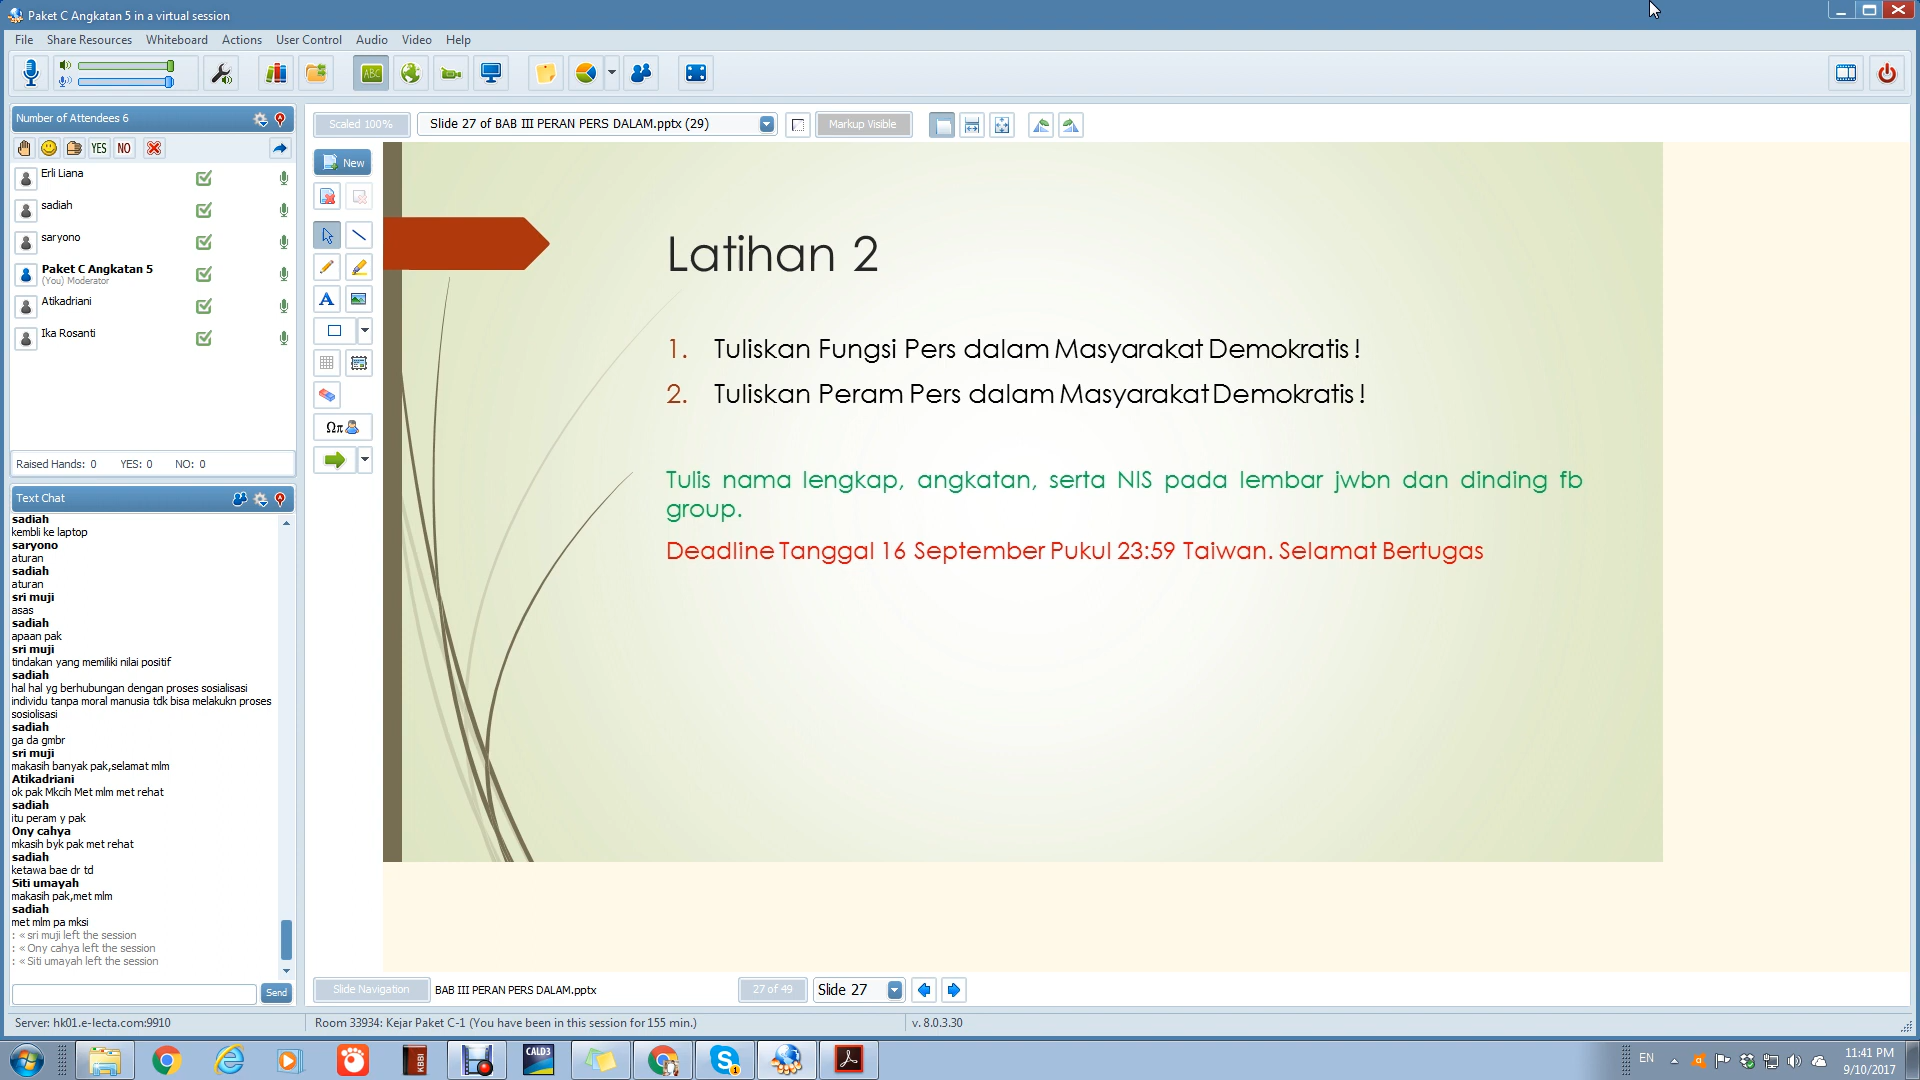 Paket C Angkatan 5 in a virtual session
File Share Resources Whiteboard Actions User Control Audio Video Help
ABC
Number of Attendees 6
YES NO
Erli Liana
sadiah
saryono
Paket C Angkatan 5
(You) Moderator
Atikadriani
Ika Rosanti
Raised Hands: 0 YES: 0 NO: 0
Text Chat
sadiah
kembli ke laptop
saryono
aturan
sadiah
aturan
sri muji
asas
sadiah
apaan pak
sri muji
tindakan yang memiliki nilai positif
sadiah
hal hal yg berhubungan dengan proses sosialisasi
individu tanpa moral manusia tdk bisa melakukn proses
sosiolisasi
sadiah
ga da gmbr
sri muji
makasih banyak pak,selamat mlm
Atikadriani
ok pak Mkcih Met mlm met rehat
sadiah
itu peram y pak
Ony cahya
mkasih byk pak met rehat
sadiah
ketawa bae dr td
Siti umayah
makasih pak,met mlm
sadiah
met mlm pa mksi
: « sri muji left the session
: « Ony cahya left the session
: « Siti umayah left the session
Send
Scaled 100%
Slide 27 of BAB III PERAN PERS DALAM.pptx (29)
Markup Visible
New
A
Ωπ
Latihan 2
1. Tuliskan Fungsi Pers dalam Masyarakat Demokratis !
2. Tuliskan Peram Pers dalam Masyarakat Demokratis !
Tulis nama lengkap, angkatan, serta NIS pada lembar jwbn dan dinding fb
group.
Deadline Tanggal 16 September Pukul 23:59 Taiwan. Selamat Bertugas
Slide Navigation
BAB III PERAN PERS DALAM.pptx
27 of 49
Slide 27
Server: hk01.e-lecta.com:9910
Room 33934: Kejar Paket C-1 (You have been in this session for 155 min.)
v. 8.0.3.30
KBBI
CALD3
1
EN
11:41 PM
9/10/2017